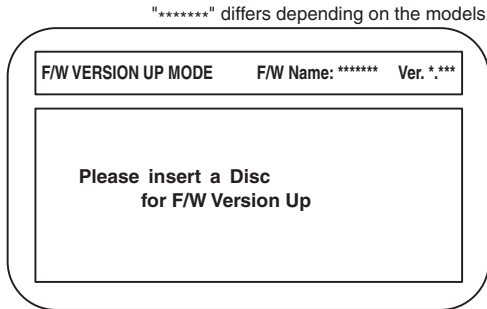 "*******" differs depending on the models
F/W VERSION UP MODE F/W Name: ******* Ver. *.***
Please insert a Disc
for F/W Version Up